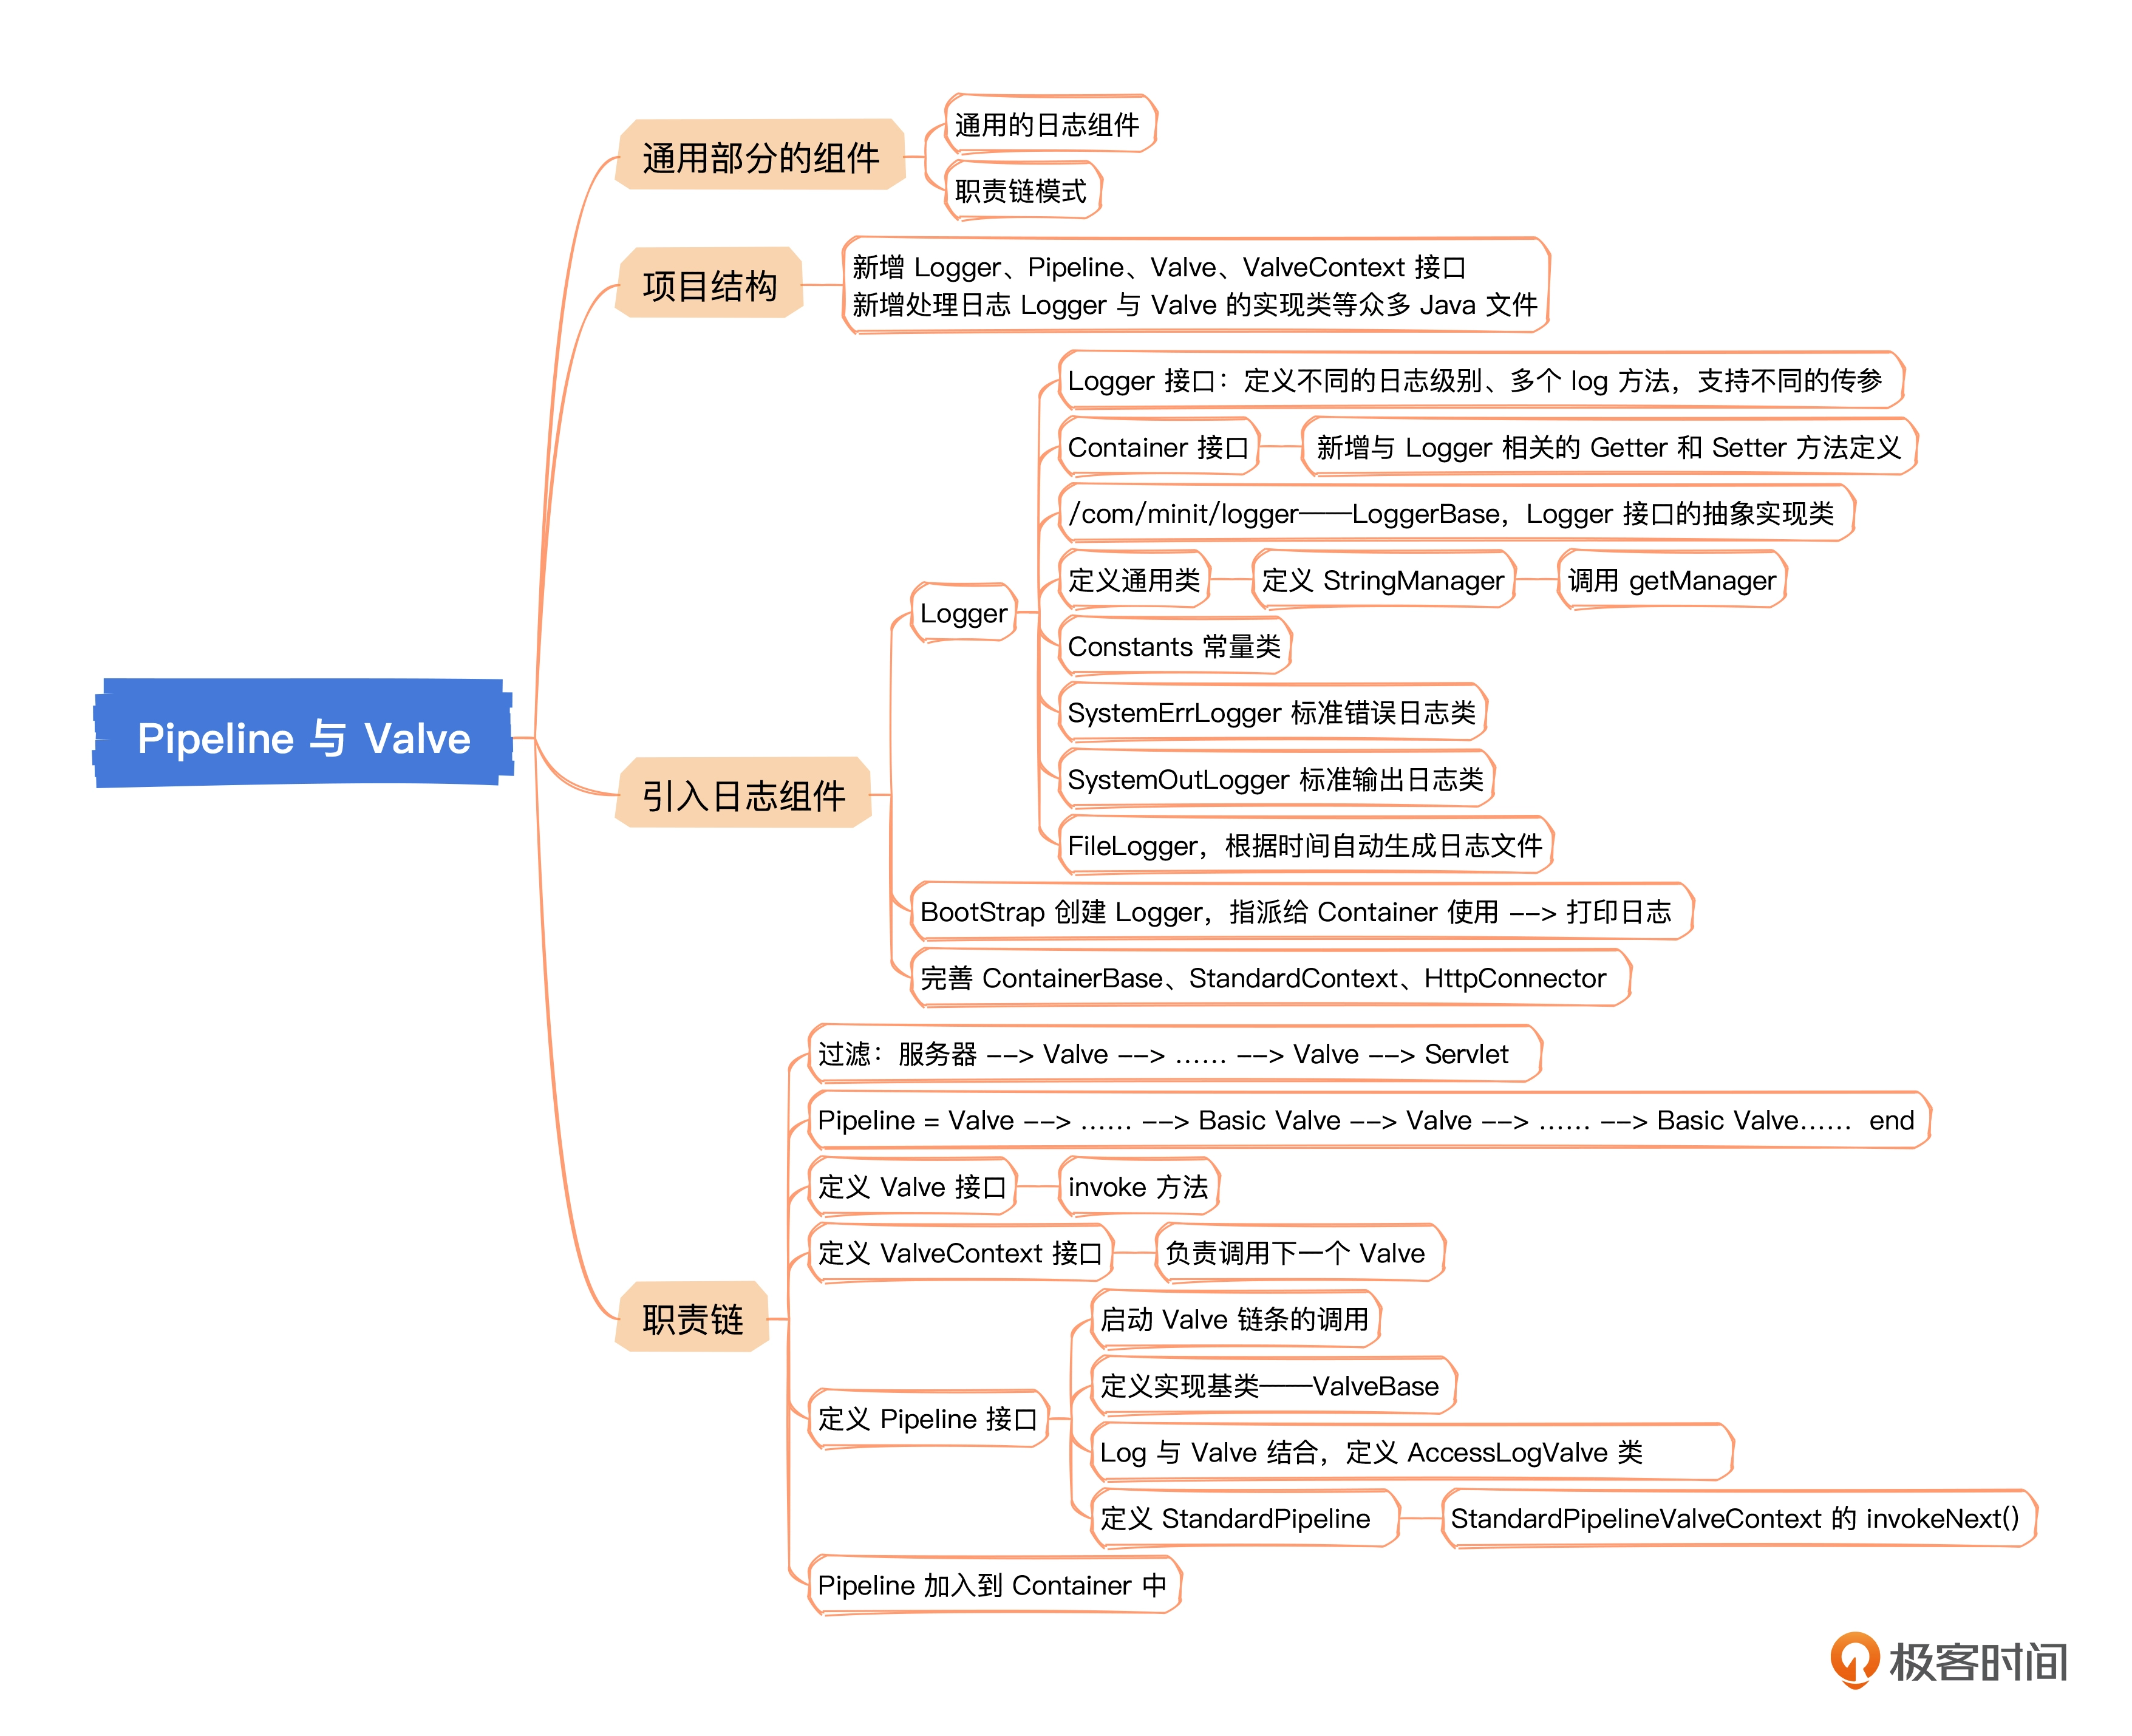 Pipeline 与 Valve
通用部分的组件
通用的日志组件
职责链模式
项目结构
新增 Logger、Pipeline、Valve、ValveContext 接口
新增处理日志 Logger 与 Valve 的实现类等众多 Java 文件
引入日志组件
Logger
Logger 接口：定义不同的日志级别、多个 log 方法，支持不同的传参
Container 接口
新增与 Logger 相关的 Getter 和 Setter 方法定义
/com/minit/logger——LoggerBase，Logger 接口的抽象实现类
定义通用类
定义 StringManager
调用 getManager
Constants 常量类
SystemErrLogger 标准错误日志类
SystemOutLogger 标准输出日志类
FileLogger，根据时间自动生成日志文件
BootStrap 创建 Logger，指派给 Container 使用 --> 打印日志
完善 ContainerBase、StandardContext、HttpConnector
职责链
过滤：服务器 --> Valve --> …… --> Valve --> Servlet
Pipeline = Valve --> …… --> Basic Valve --> Valve --> …… --> Basic Valve…… end
定义 Valve 接口
invoke 方法
定义 ValveContext 接口
负责调用下一个 Valve
定义 Pipeline 接口
启动 Valve 链条的调用
定义实现基类——ValveBase
Log 与 Valve 结合，定义 AccessLogValve 类
定义 StandardPipeline
StandardPipelineValveContext 的 invokeNext()
Pipeline 加入到 Container 中
极客时间